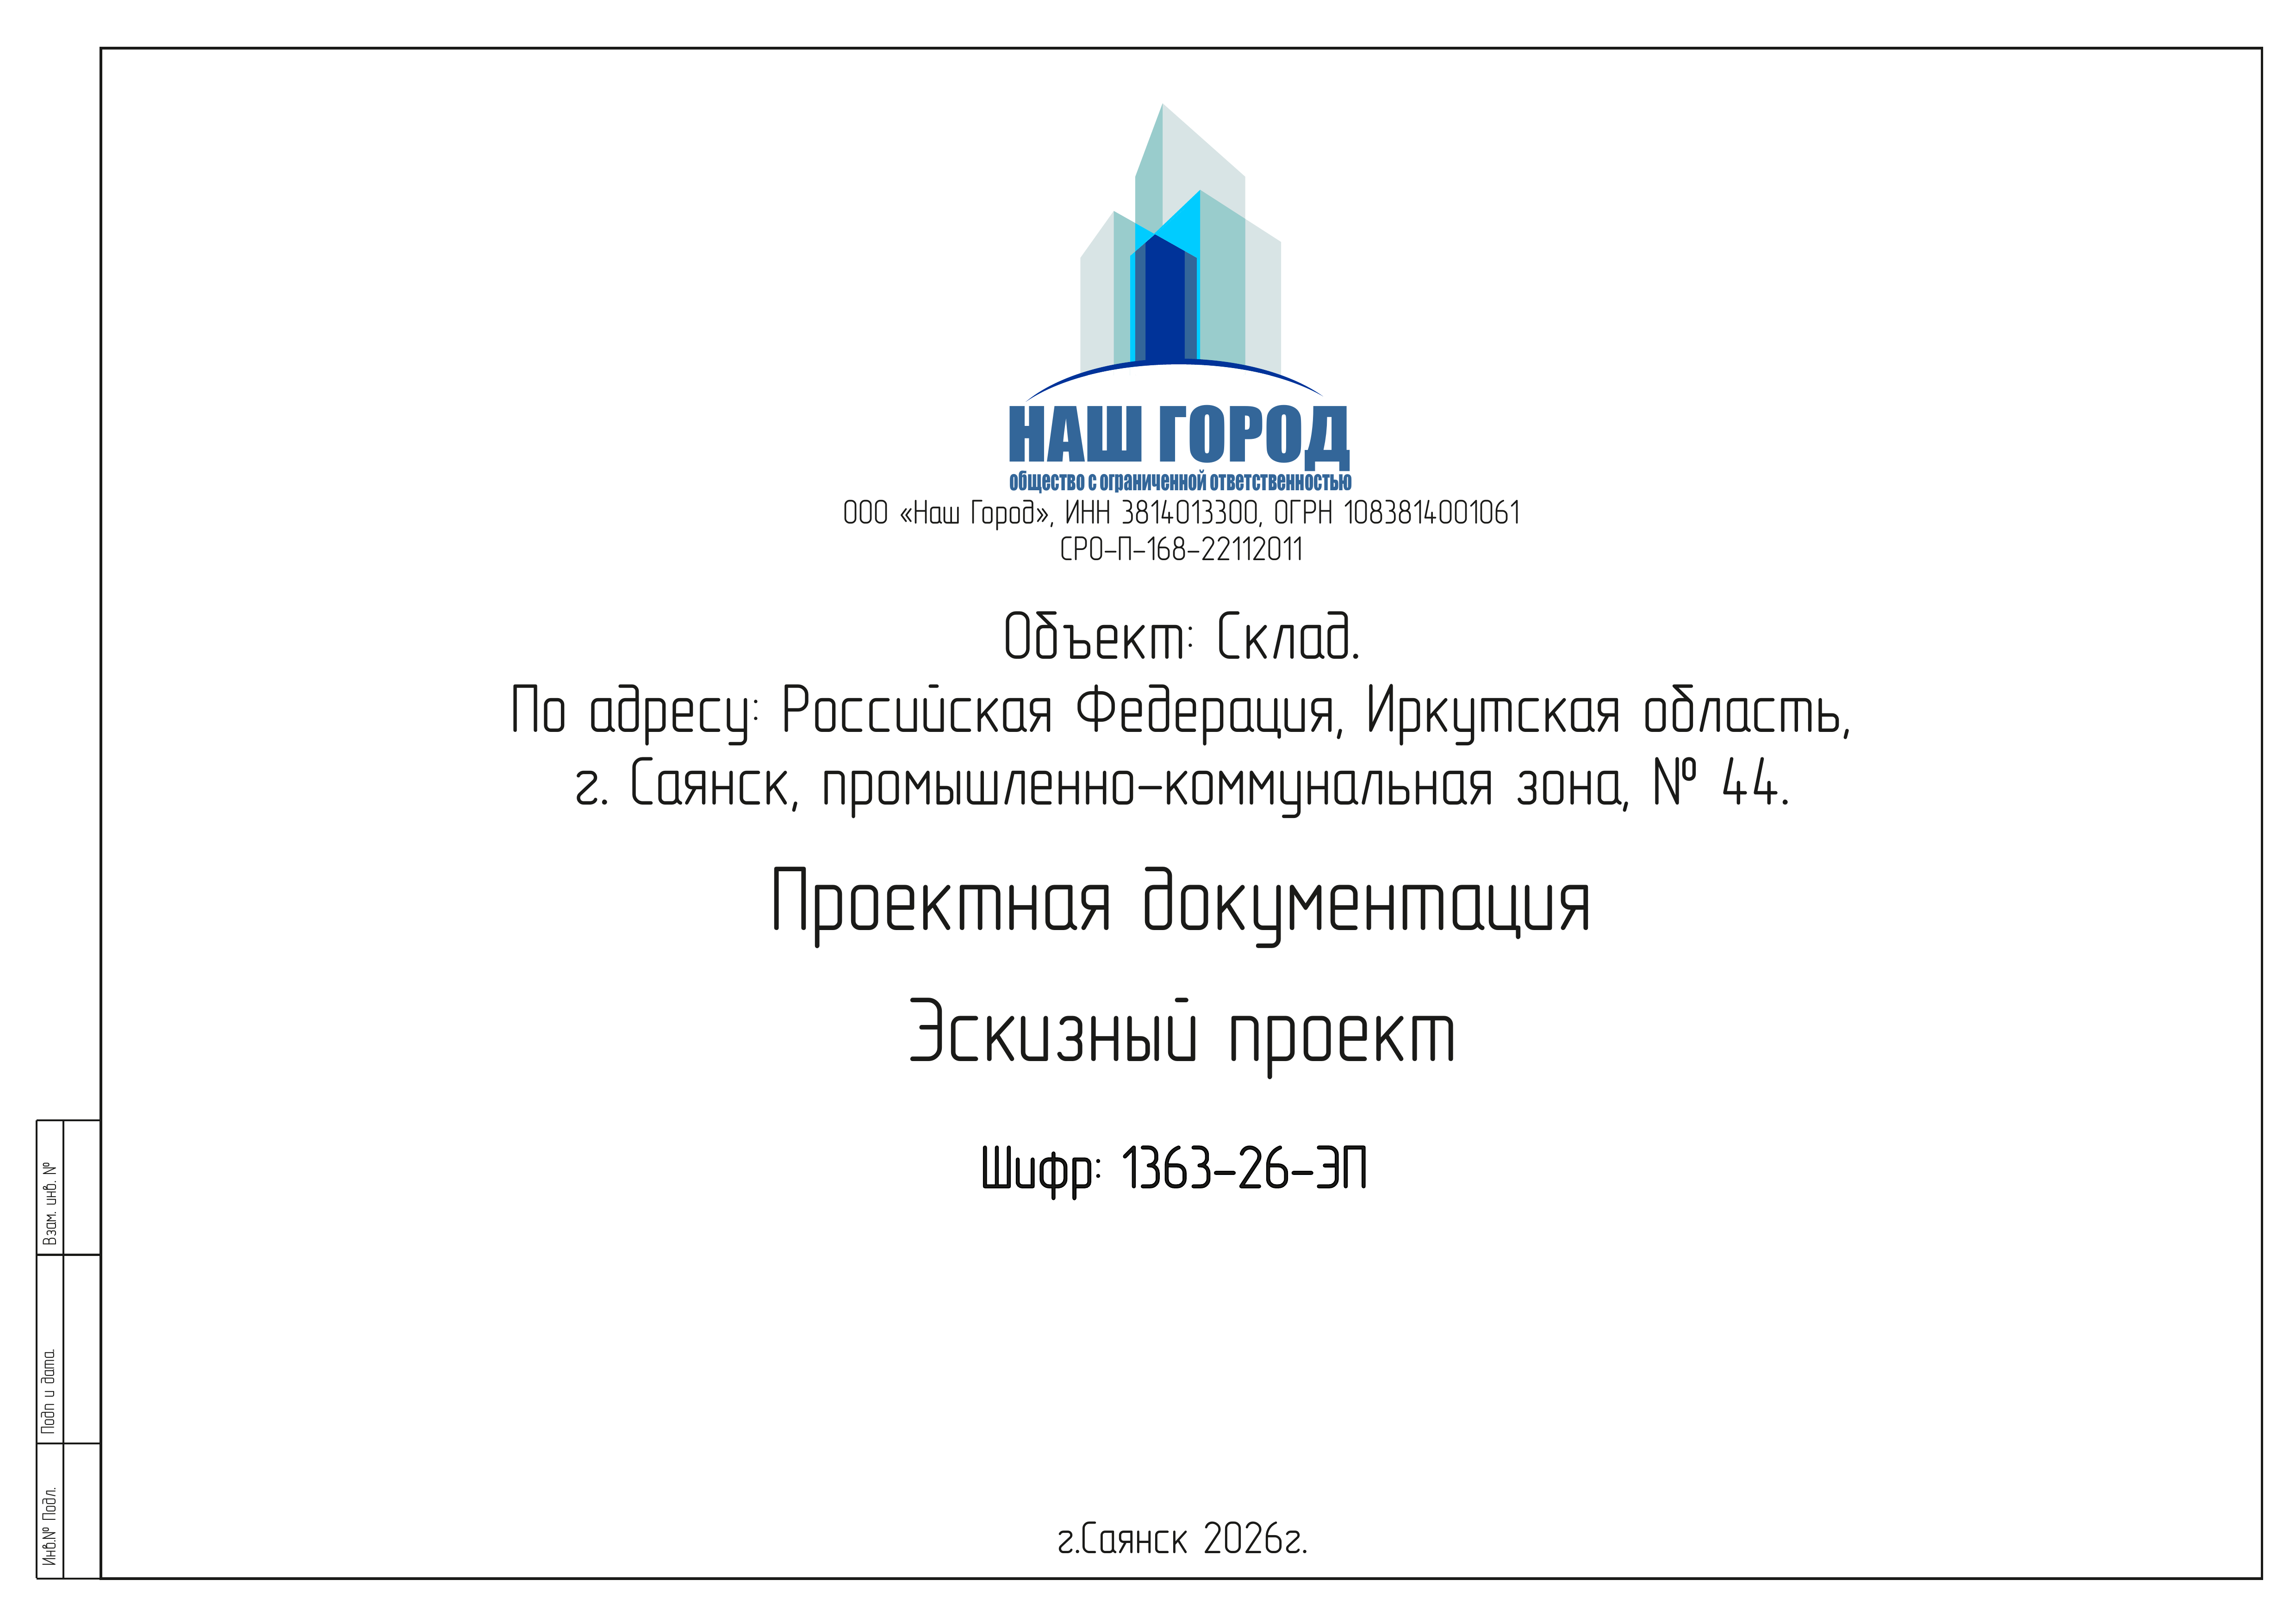 НАШ ГОРОД
общество с ограниченной ответственностью
ООО «Наш Город», ИНН 3814013300, ОГРН 1083814001061
СРО-П-168-22112011
Объект: Склад.
По адресу: Российская Федерация, Иркутская область,
г. Саянск, промышленно-коммунальная зона, № 44.
Проектная документация
Эскизный проект
Шифр: 1363-26-ЭП
Взам. инв. №
Подп и дата.
Инв.№ Подл.
г.Саянск 2026г.